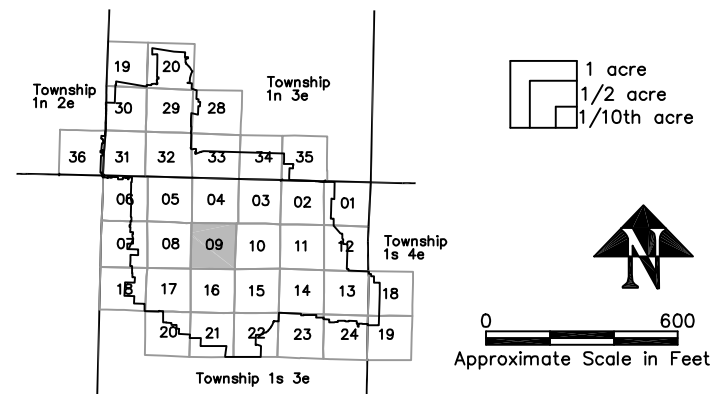 19 20
Township
1n 2e
Township
1n 3e
30 29 28
36 31 32 33 34 35
06 05 04 03 02 01
07 08 09 10 11 12
Township
1s 4e
18 17 16 15 14 13 18
20 21 22 23 24 19
Township 1s 3e
1 acre
1/2 acre
1/10th acre
N
0 600
Approximate Scale in Feet